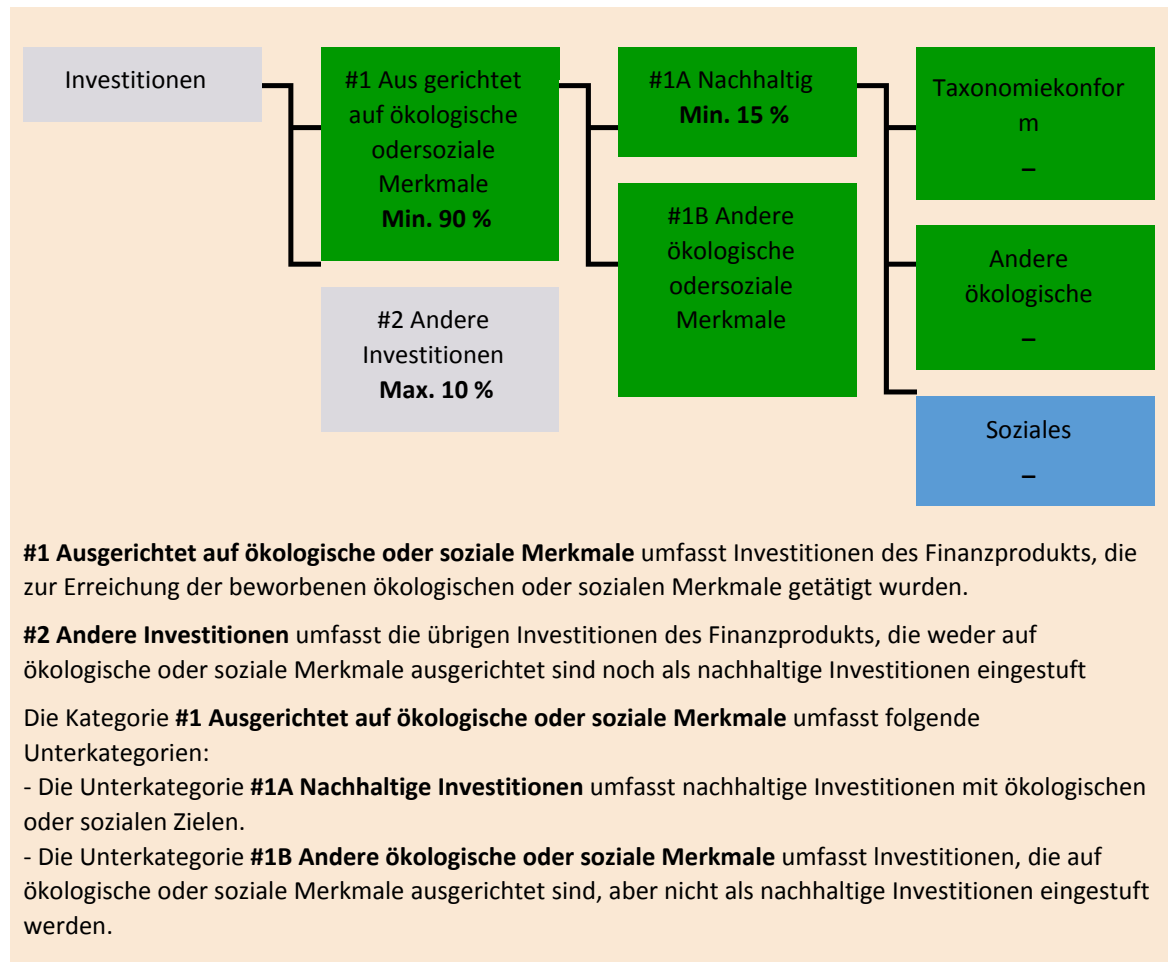 Investitionen
#1 Aus gerichtet
auf ökologische
odersoziale
Merkmale
Min. 90 %
#2 Andere
Investitionen
Max. 10 %
#1A Nachhaltig
Min. 15 %
#1B Andere
ökologische
odersoziale
Merkmale
Taxonomiekonfor
m
–
Andere
ökologische
–
Soziales
–
#1 Ausgerichtet auf ökologische oder soziale Merkmale umfasst Investitionen des Finanzprodukts, die
zur Erreichung der beworbenen ökologischen oder sozialen Merkmale getätigt wurden.
#2 Andere Investitionen umfasst die übrigen Investitionen des Finanzprodukts, die weder auf
ökologische oder soziale Merkmale ausgerichtet sind noch als nachhaltige Investitionen eingestuft
Die Kategorie #1 Ausgerichtet auf ökologische oder soziale Merkmale umfasst folgende
Unterkategorien:
- Die Unterkategorie #1A Nachhaltige Investitionen umfasst nachhaltige Investitionen mit ökologischen
oder sozialen Zielen.
- Die Unterkategorie #1B Andere ökologische oder soziale Merkmale umfasst lnvestitionen, die auf
ökologische oder soziale Merkmale ausgerichtet sind, aber nicht als nachhaltige Investitionen eingestuft
werden.